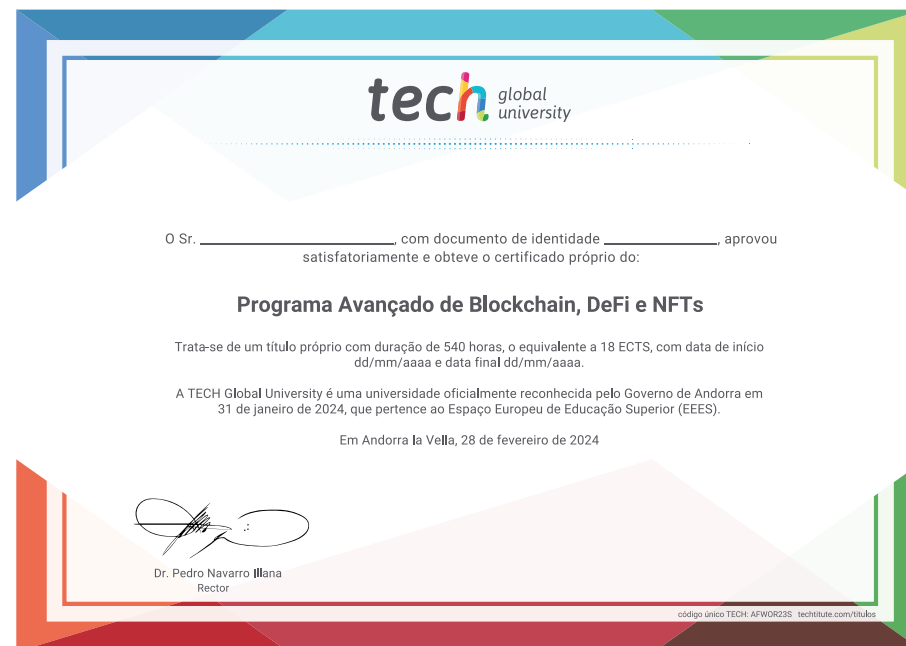 tech global
university
O Sr. ____________________, com documento de identidade ____________, aprovou
satisfatoriamente e obteve o certificado próprio do:
Programa Avançado de Blockchain, DeFi e NFTs
Trata-se de um título próprio com duração de 540 horas, o equivalente a 18 ECTS, com data de início
dd/mm/aaaa e data final dd/mm/aaaa.
A TECH Global University é uma universidade oficialmente reconhecida pelo Governo de Andorra em
31 de janeiro de 2024, que pertence ao Espaço Europeu de Educação Superior (EEES).
Em Andorra la Vella, 28 de fevereiro de 2024
Dr. Pedro Navarro Illana
Rector
código único TECH: AFWOR23S techtitute.com/titulos